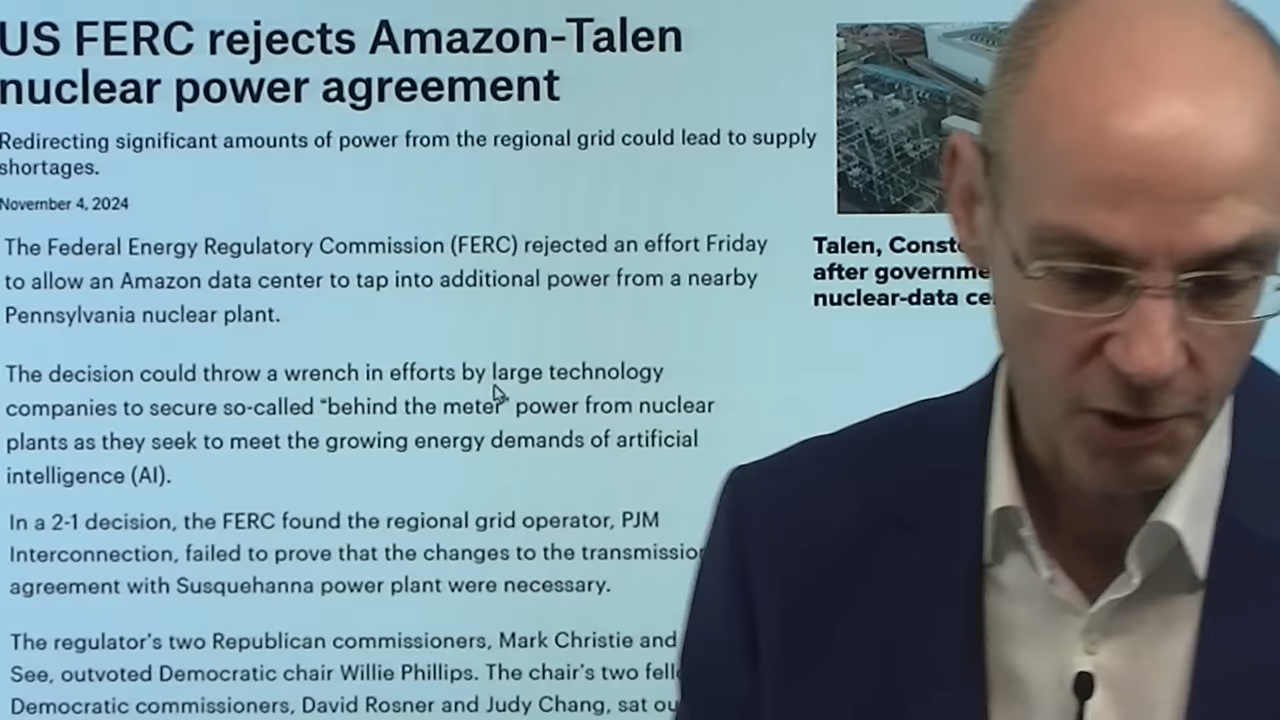 US FERC rejects Amazon-Talen
nuclear power agreement
Redirecting significant amounts of power from the regional grid could lead to supply
shortages.
November 4, 2024
The Federal Energy Regulatory Commission (FERC) rejected an effort Friday
to allow an Amazon data center to tap into additional power from a nearby
Pennsylvania nuclear plant.
The decision could throw a wrench in efforts by large technology
companies to secure so-called “behind the meter” power from nuclear
plants as they seek to meet the growing energy demands of artificial
intelligence (AI).
In a 2-1 decision, the FERC found the regional grid operator, PJM
Interconnection, failed to prove that the changes to the transmission
agreement with Susquehanna power plant were necessary.
The regulator's two Republican commissioners, Mark Christie and
See, outvoted Democratic chair Willie Phillips. The chair's two
Democratic commissioners, David Rosner and Judy Chang, sat
Talen,
after
nuclear-data